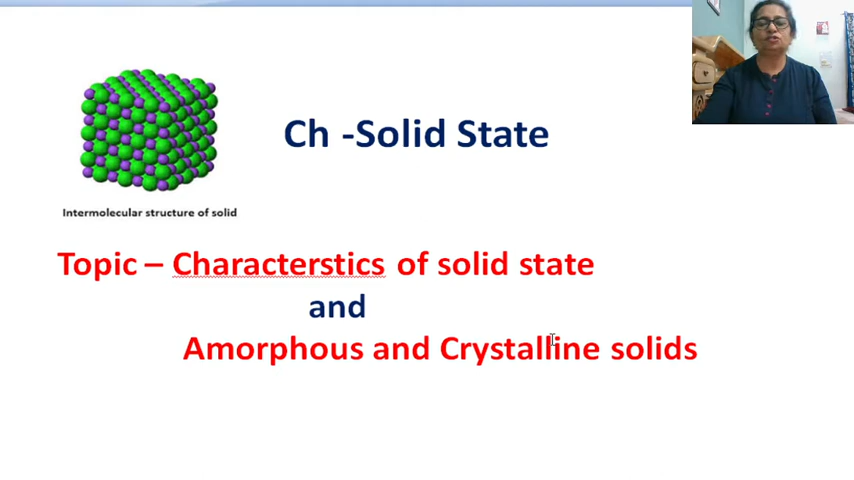 Ch -Solid State
Intermolecular structure of solid
Topic – Characterstics of solid state
and
Amorphous and Crystalline solids